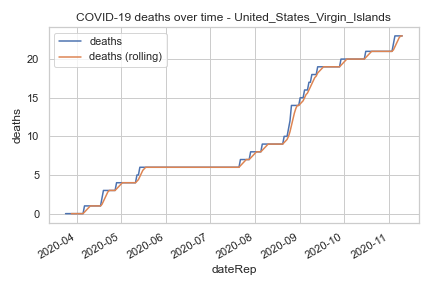 COVID-19 deaths over time - United_States_Virgin_Islands
deaths
deaths (rolling)
deaths
20
15
10
5
0
2020-04
2020-05
2020-06
2020-07
2020-08
2020-09
2020-10
2020-11
dateRep